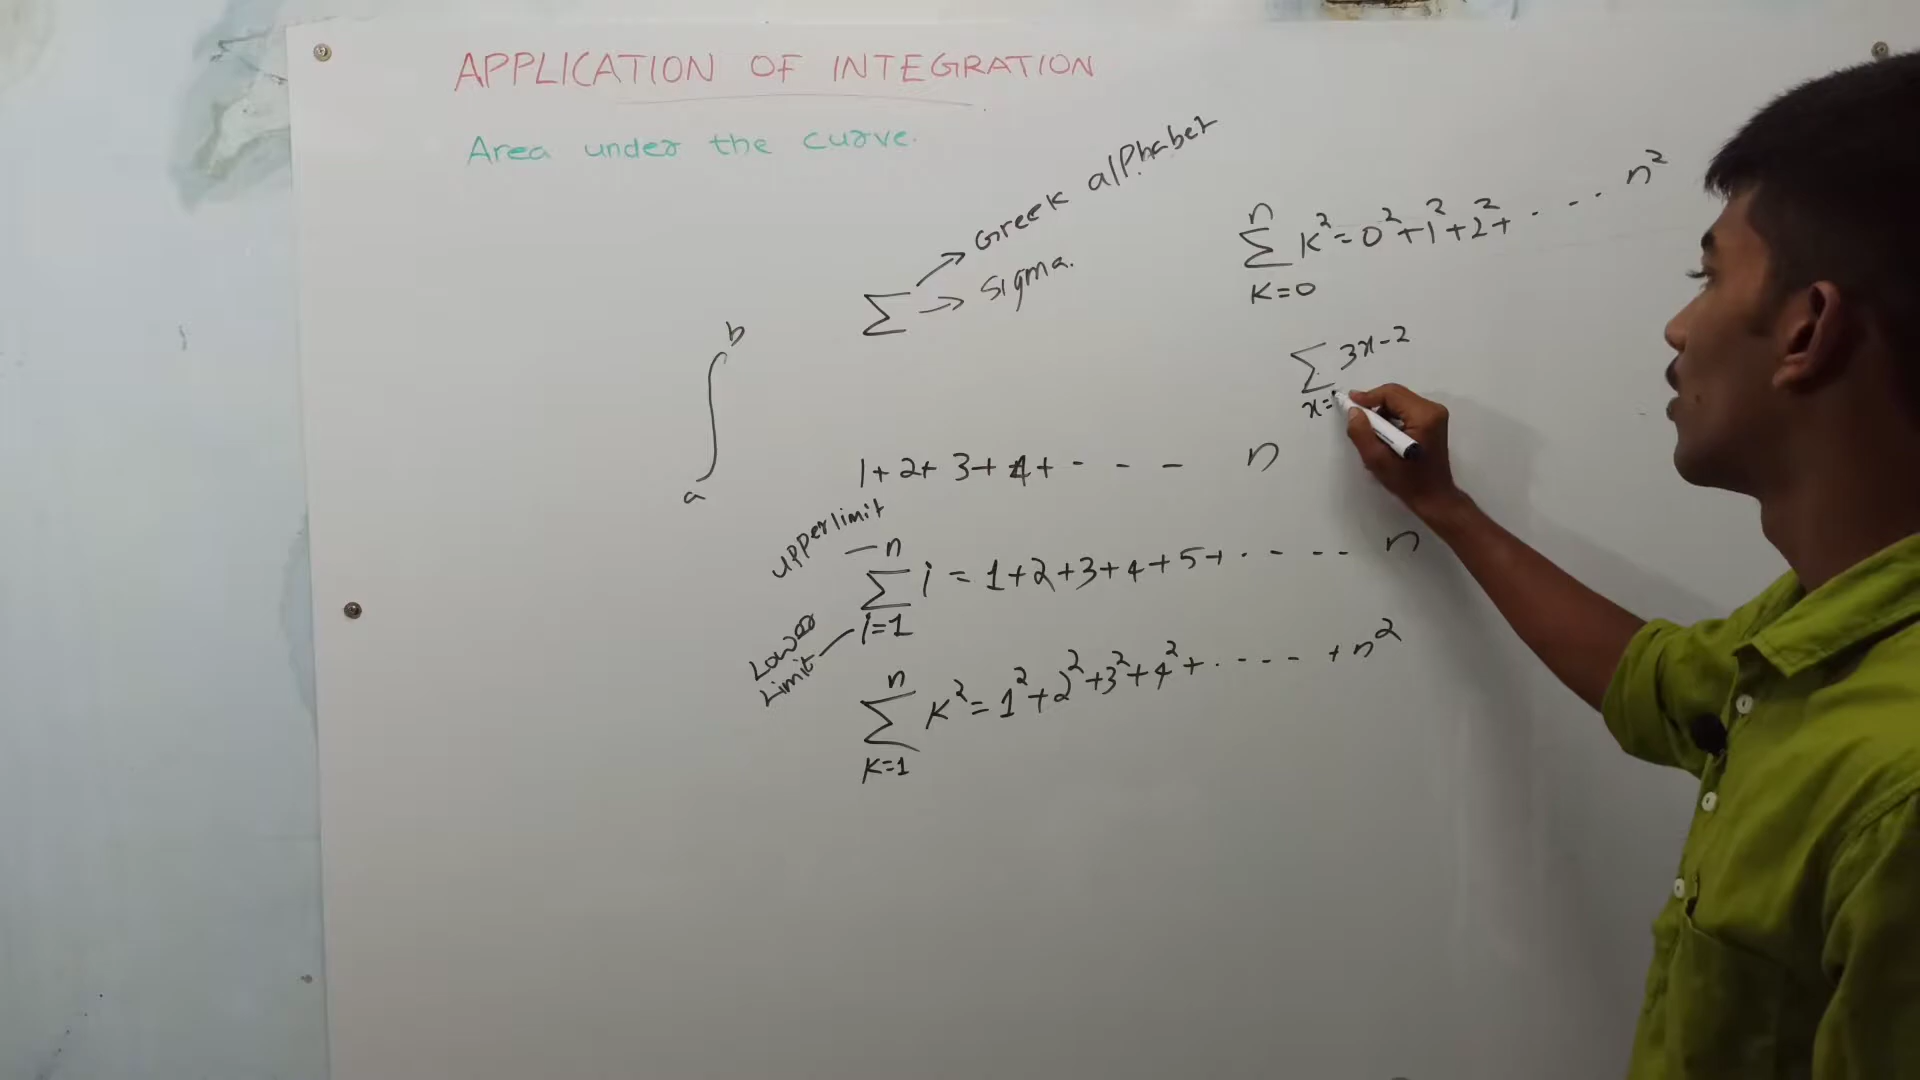 APPLICATION OF INTEGRATION
Area under the curve.
Greek alphabet
∑ → Sigma.
n
∑ K² = 0² + 1² + 2² + . - - . n²
K=0
b
∫
a
∑ 3x-2
x=
1 + 2 + 3 + 4 + - - - n
upper limit
n
∑ i = 1 + 2 + 3 + 4 + 5 + . - - - n
i=1
Lower
Limit
n
∑ K² = 1² + 2² + 3² + 4² + . - - - - + n²
K=1